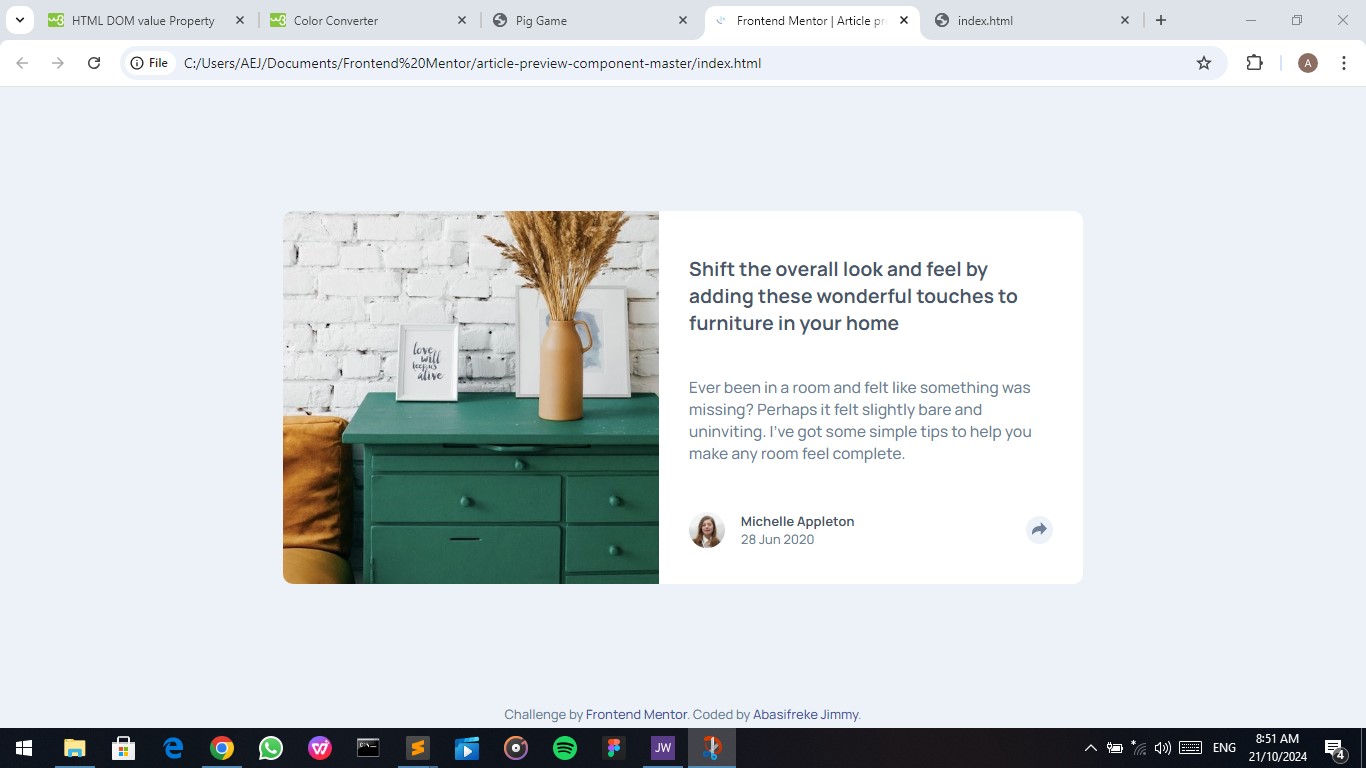 HTML DOM value Property
Color Converter
Pig Game
Frontend Mentor | Article pr
index.html
File
C:/Users/AEJ/Documents/Frontend%20Mentor/article-preview-component-master/index.html
A
Shift the overall look and feel by
adding these wonderful touches to
furniture in your home
love
will
keep us
alive
Ever been in a room and felt like something was
missing? Perhaps it felt slightly bare and
uninviting. I’ve got some simple tips to help you
make any room feel complete.
Michelle Appleton
28 Jun 2020
Challenge by Frontend Mentor. Coded by Abasifreke Jimmy.
JW
ENG
8:51 AM
21/10/2024
4